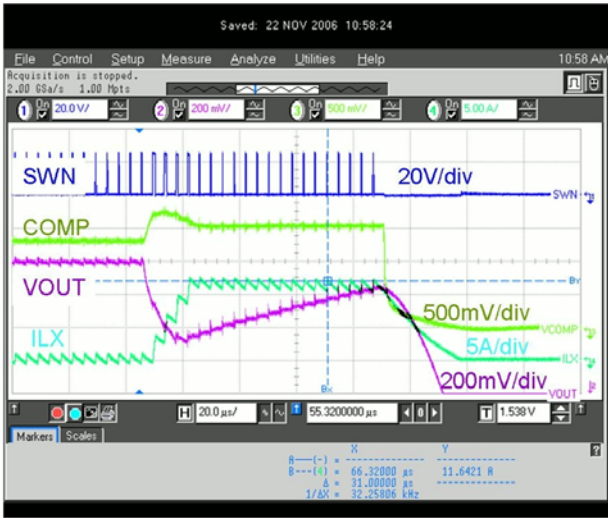 Saved: 22 NOV 2006 10:58:24
File Control Setup Measure Analyze Utilities Help 10:58 AM
Acquisition is stopped.
2.00 GSa/s 1.00 Mpts
1 On 20.0 V/ 2 On 200 mV/ 3 On 500 mV/ 4 On 5.00 A/
SWN 20V/div SWN
COMP
VOUT By
500mV/div VCOMP
ILX 5A/div ILX
200mV/div VOUT
Bx
H 20.0 µs/ 55.3200000 µs 0 T 1.538 V
Markers Scales ?
X Y
A---(-) =
B---(4) = 66.32000 µs 11.6421 A
Δ = 31.00000 µs
1/ΔX = 32.25806 kHz